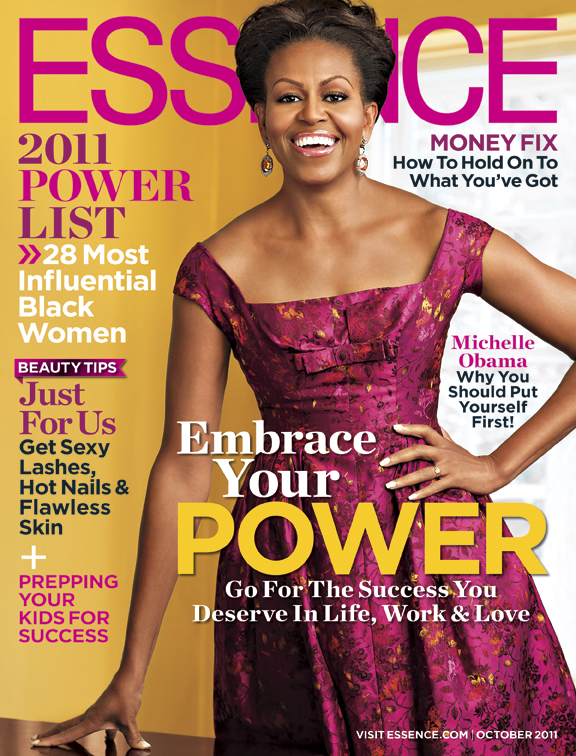 ESSENCE
2011
POWER
LIST
»28 Most
Influential
Black
Women
BEAUTY TIPS
Just
For Us
Get Sexy
Lashes,
Hot Nails &
Flawless
Skin
+
PREPPING
YOUR
KIDS FOR
SUCCESS
MONEY FIX
How To Hold On To
What You’ve Got
Michelle
Obama
Why You
Should Put
Yourself
First!
Embrace
Your
POWER
Go For The Success You
Deserve In Life, Work & Love
VISIT ESSENCE.COM | OCTOBER 2011